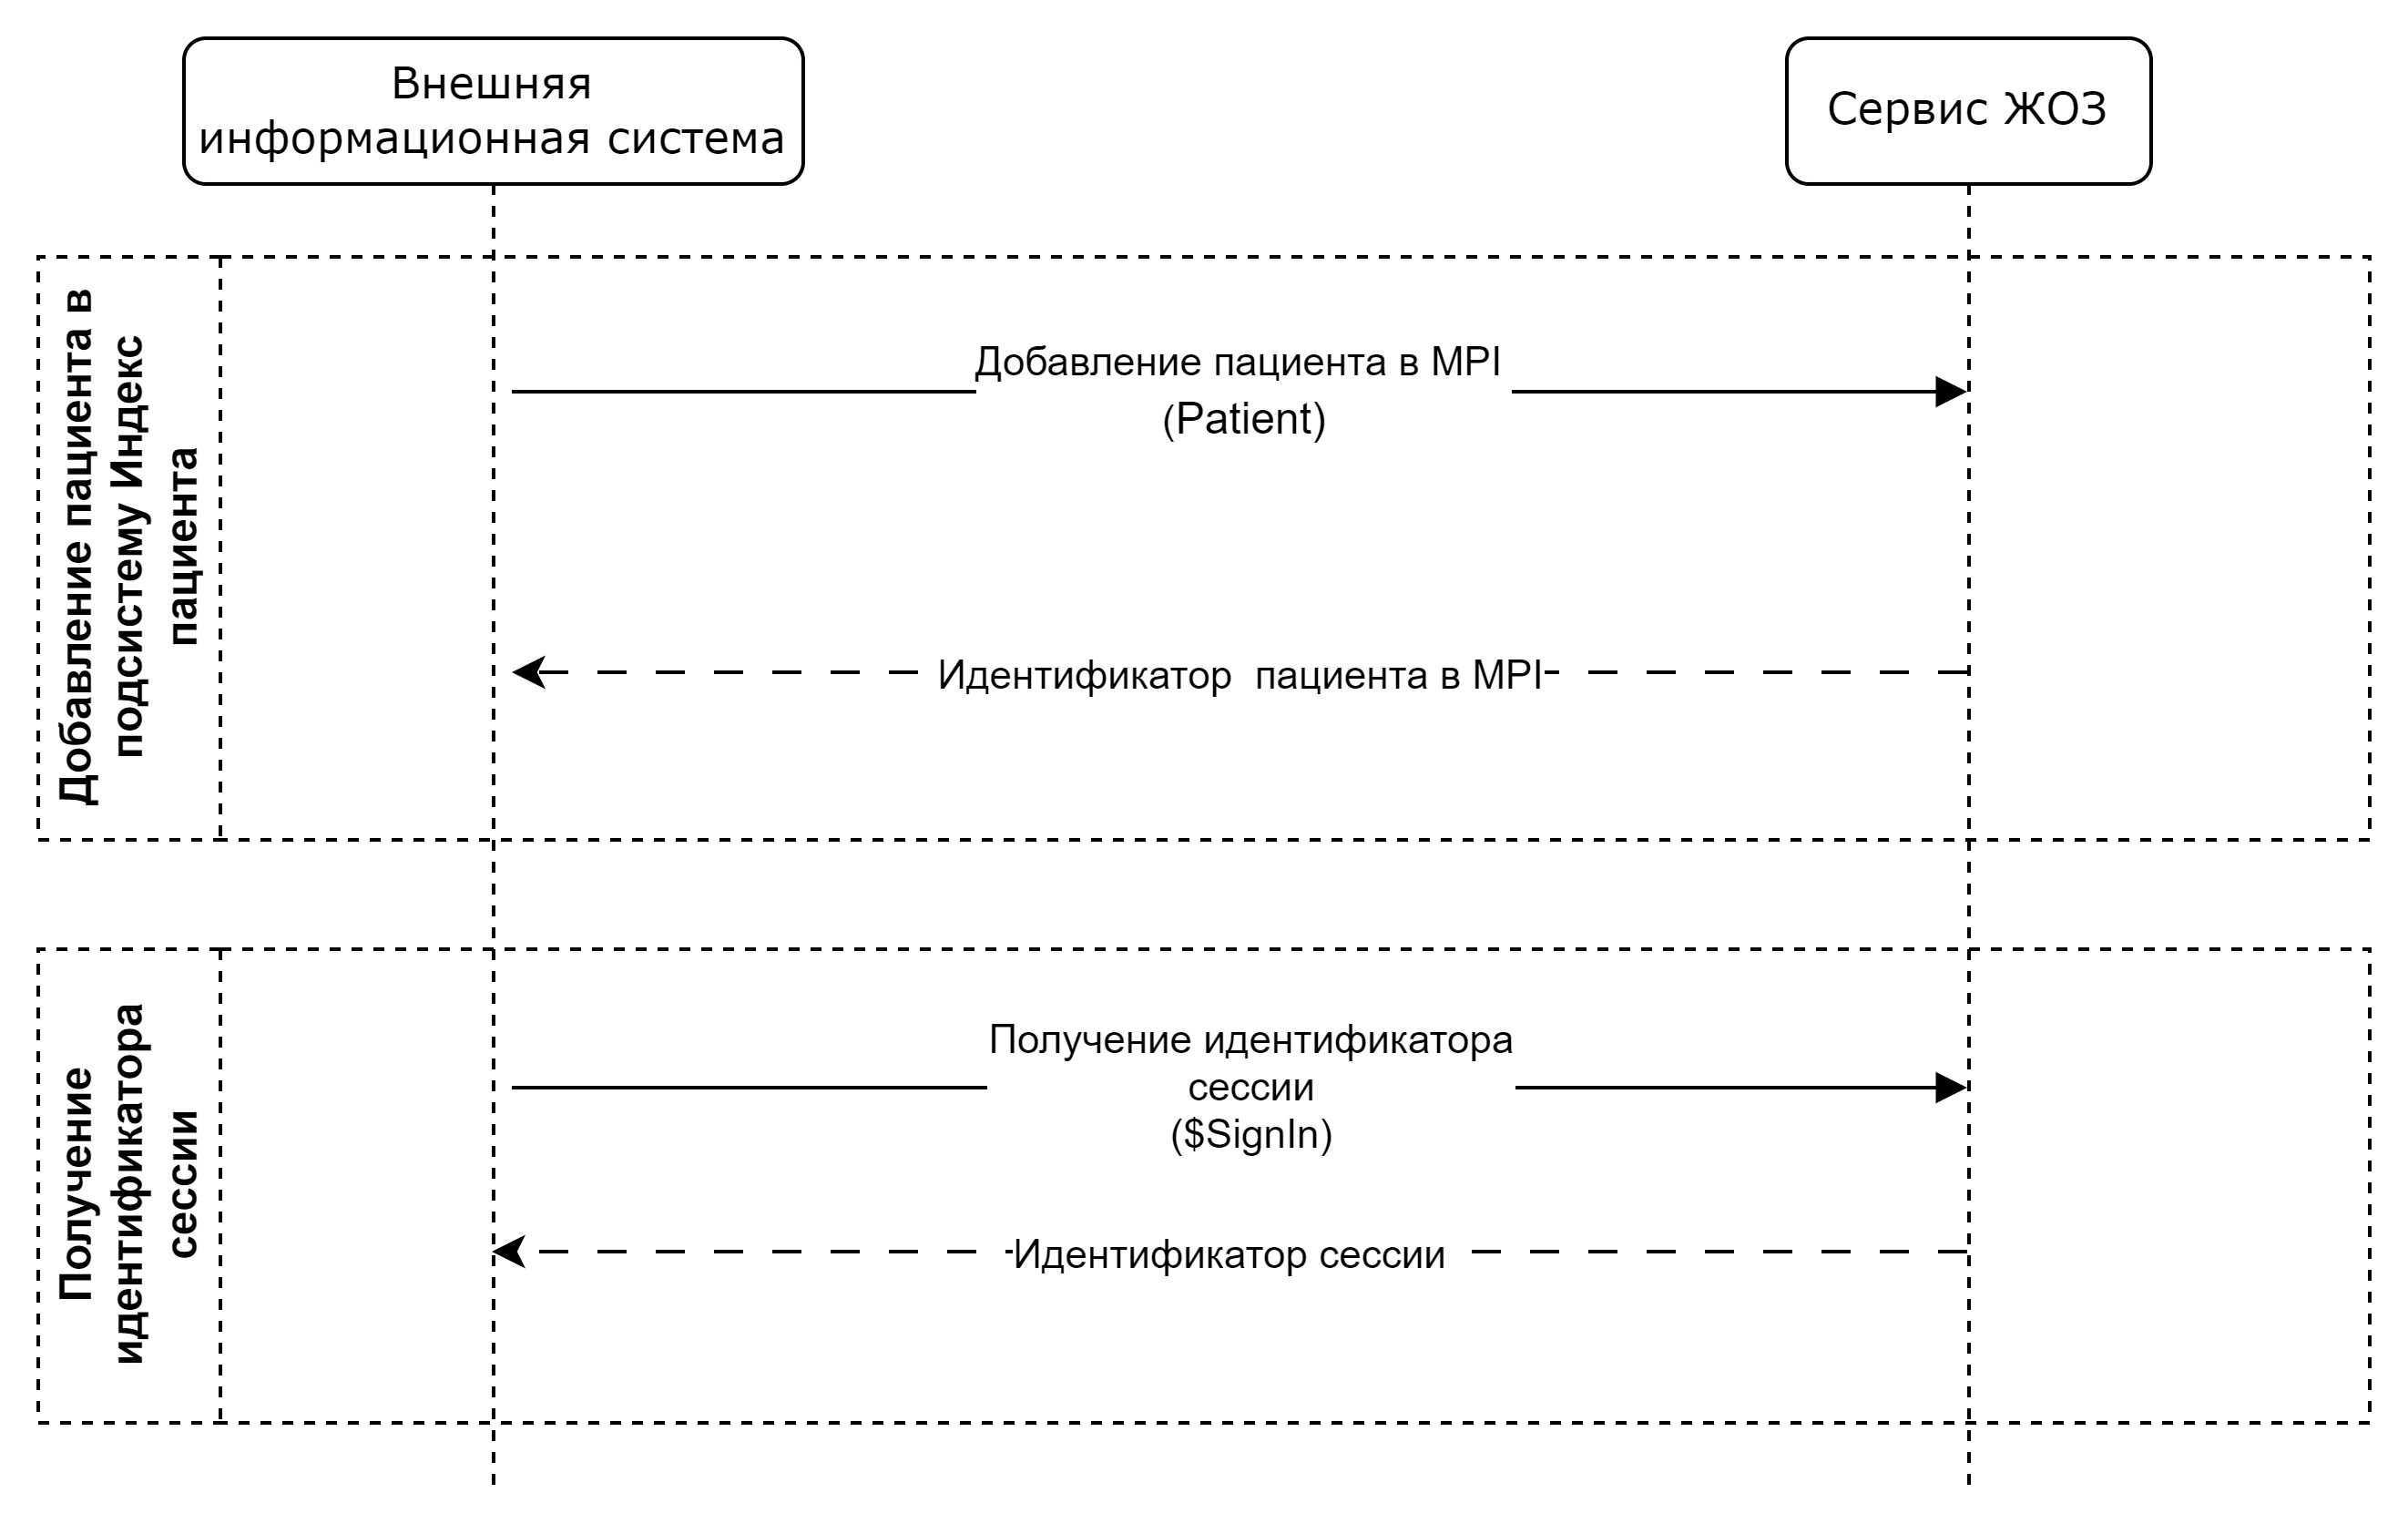 Внешняя
информационная система
Сервис ЖОЗ
Добавление пациента в
подсистему Индекс
пациента
Добавление пациента в MPI
(Patient)
Идентификатор  пациента в MPI
Получение
идентификатора
сессии
Получение идентификатора
сессии
($SignIn)
Идентификатор сессии